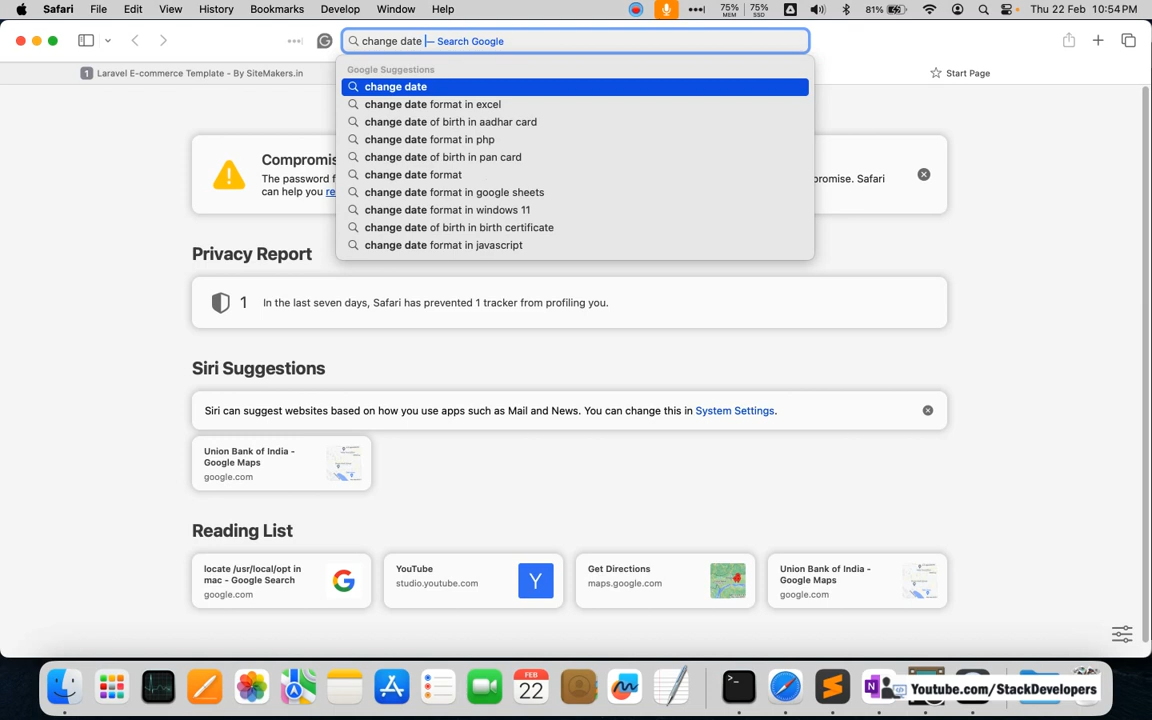 Safari File Edit View History Bookmarks Develop Window Help 75% MEM 75% SSD 81% Thu 22 Feb 10:54PM
change date — Search Google
1 Laravel E-commerce Template - By SiteMakers.in
Start Page
Google Suggestions
change date
change date format in excel
change date of birth in aadhar card
change date format in php
change date of birth in pan card
change date format
change date format in google sheets
change date format in windows 11
change date of birth in birth certificate
change date format in javascript
Compromis
The password f
promise. Safari
can help you re
Privacy Report
1 In the last seven days, Safari has prevented 1 tracker from profiling you.
Siri Suggestions
Siri can suggest websites based on how you use apps such as Mail and News. You can change this in System Settings.
Union Bank of India -
Google Maps
google.com
Reading List
locate /usr/local/opt in
mac - Google Search
google.com
YouTube
studio.youtube.com
Y
Get Directions
maps.google.com
Union Bank of India -
Google Maps
google.com
FEB
22
Youtube.com/StackDevelopers